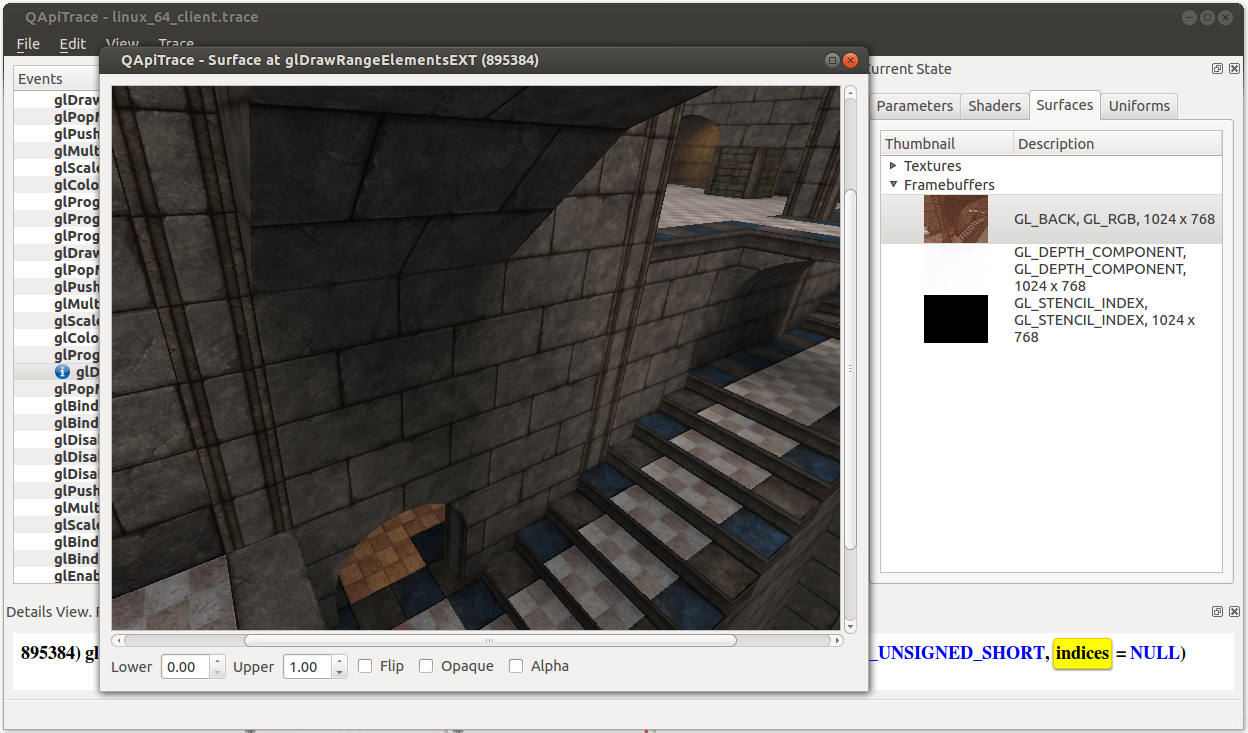 QApiTrace - linux_64_client.trace
File Edit View Trace
QApiTrace - Surface at glDrawRangeElementsEXT (895384)
Current State
Events
Parameters Shaders Surfaces Uniforms
Thumbnail Description
Textures
Framebuffers
GL_BACK, GL_RGB, 1024 x 768
GL_DEPTH_COMPONENT,
GL_DEPTH_COMPONENT,
1024 x 768
GL_STENCIL_INDEX,
GL_STENCIL_INDEX, 1024 x
768
glDraw
glPopM
glPush
glMult
glScale
glColo
glProg
glProg
glProg
glDraw
glPopM
glPush
glMult
glScale
glColo
glProg
glD
glPopM
glBind
glBind
glDisal
glDisal
glDisal
glPush
glMult
glScale
glBind
glBind
glEnab
Details View.
895384) gl
_UNSIGNED_SHORT, indices = NULL)
Lower 0.00 Upper 1.00 Flip Opaque Alpha